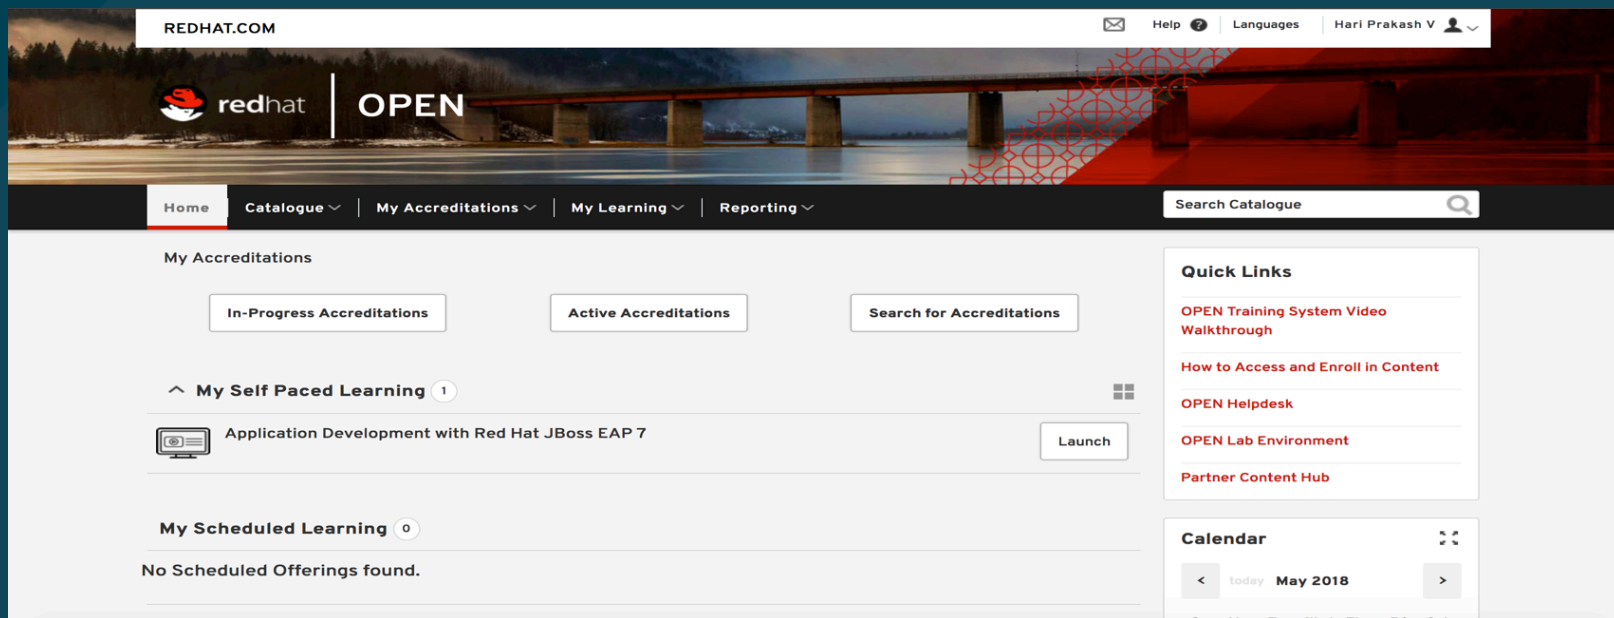 REDHAT.COM
Help ? Languages Hari Prakash V
redhat OPEN
Home Catalogue My Accreditations My Learning Reporting
Search Catalogue
My Accreditations
In-Progress Accreditations Active Accreditations Search for Accreditations
My Self Paced Learning 1
Application Development with Red Hat JBoss EAP 7
Launch
My Scheduled Learning 0
No Scheduled Offerings found.
Quick Links
OPEN Training System Video
Walkthrough
How to Access and Enroll in Content
OPEN Helpdesk
OPEN Lab Environment
Partner Content Hub
Calendar
< today May 2018 >